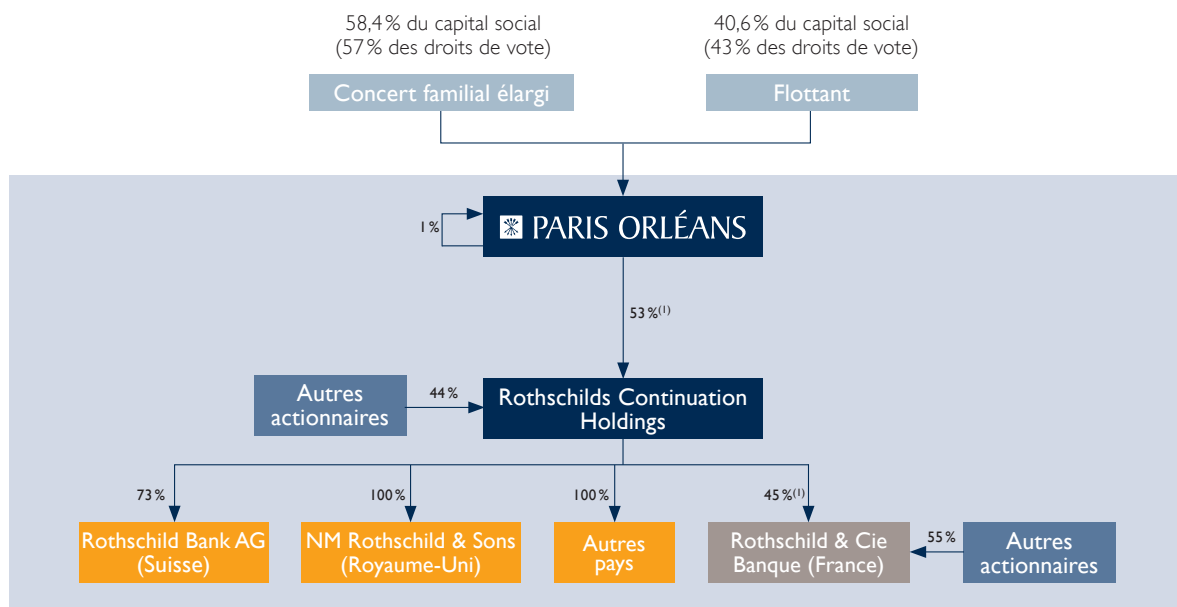 58,4 % du capital social
(57 % des droits de vote)
40,6 % du capital social
(43 % des droits de vote)
Concert familial élargi
Flottant
1 %
PARIS ORLÉANS
53 %(1)
Autres
actionnaires
44 %
Rothschilds Continuation
Holdings
73 %
100 %
100 %
45 %(1)
Rothschild Bank AG
(Suisse)
NM Rothschild & Sons
(Royaume-Uni)
Autres
pays
Rothschild & Cie
Banque (France)
55 %
Autres
actionnaires